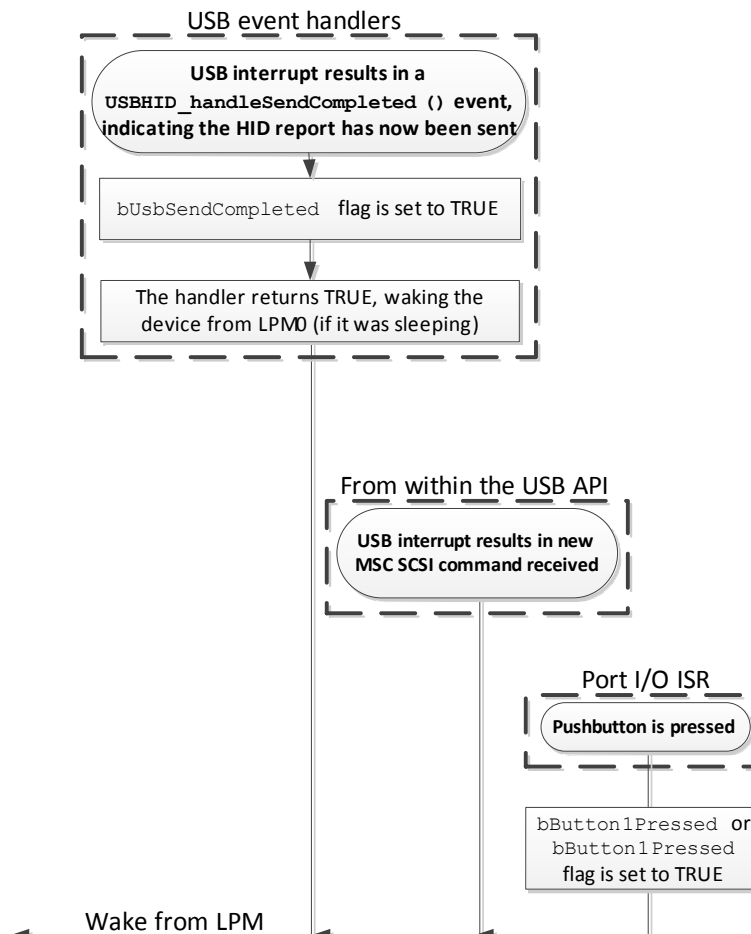 USB event handlers
USB interrupt results in a
USBHID_handleSendCompleted () event,
indicating the HID report has now been sent
bUsbSendCompleted flag is set to TRUE
The handler returns TRUE, waking the
device from LPM0 (if it was sleeping)
From within the USB API
USB interrupt results in new
MSC SCSI command received
Port I/O ISR
Pushbutton is pressed
bButton1Pressed or
bButton1Pressed
flag is set to TRUE
Wake from LPM